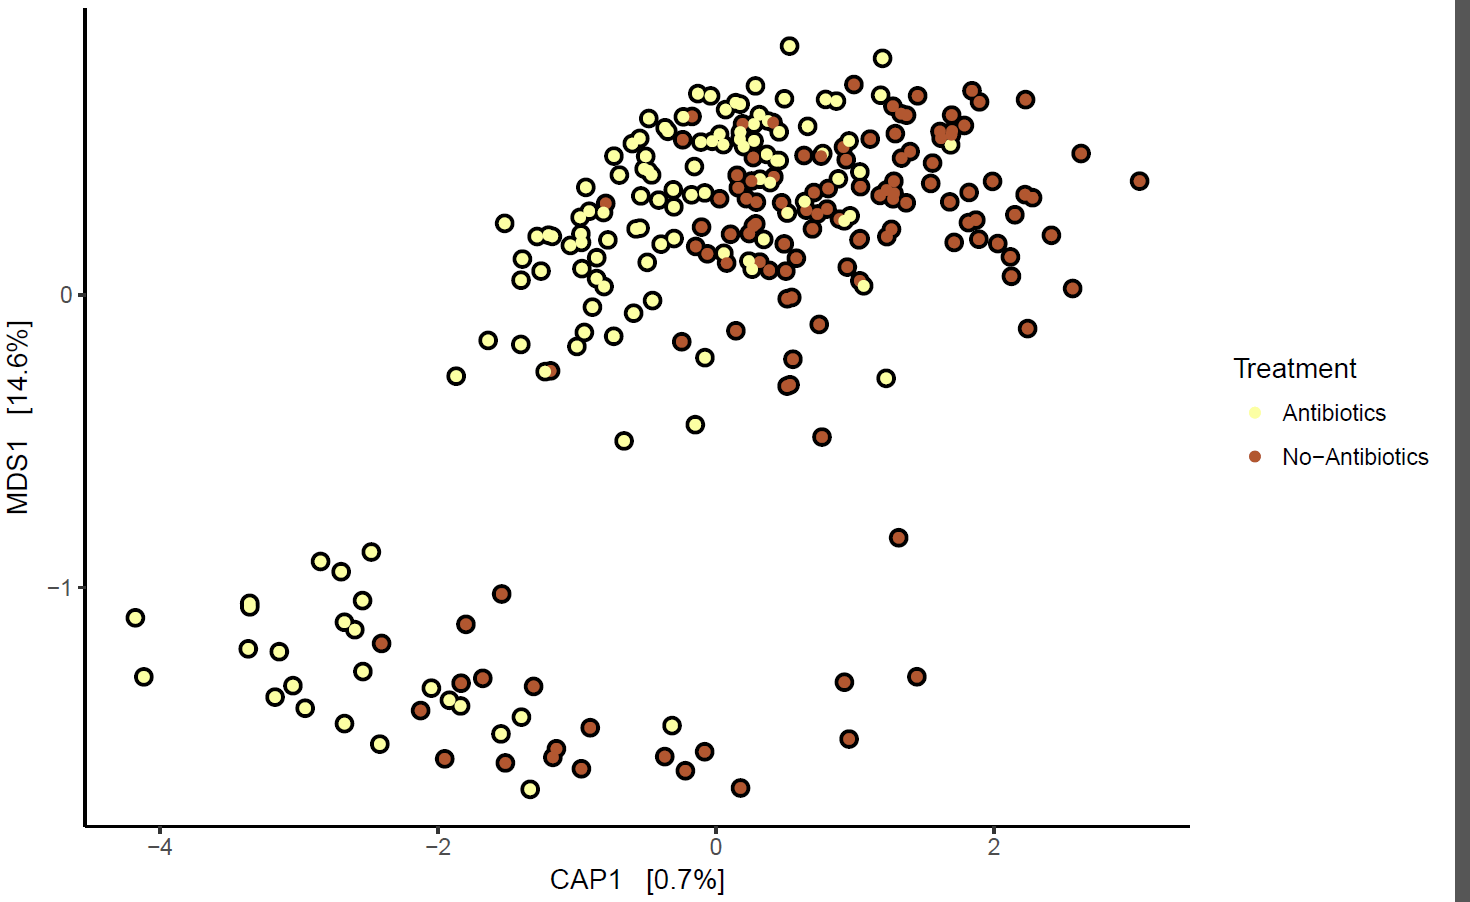 0
−1
−4
−2
0
2
CAP1 [0.7%]
MDS1 [14.6%]
Treatment
Antibiotics
No−Antibiotics